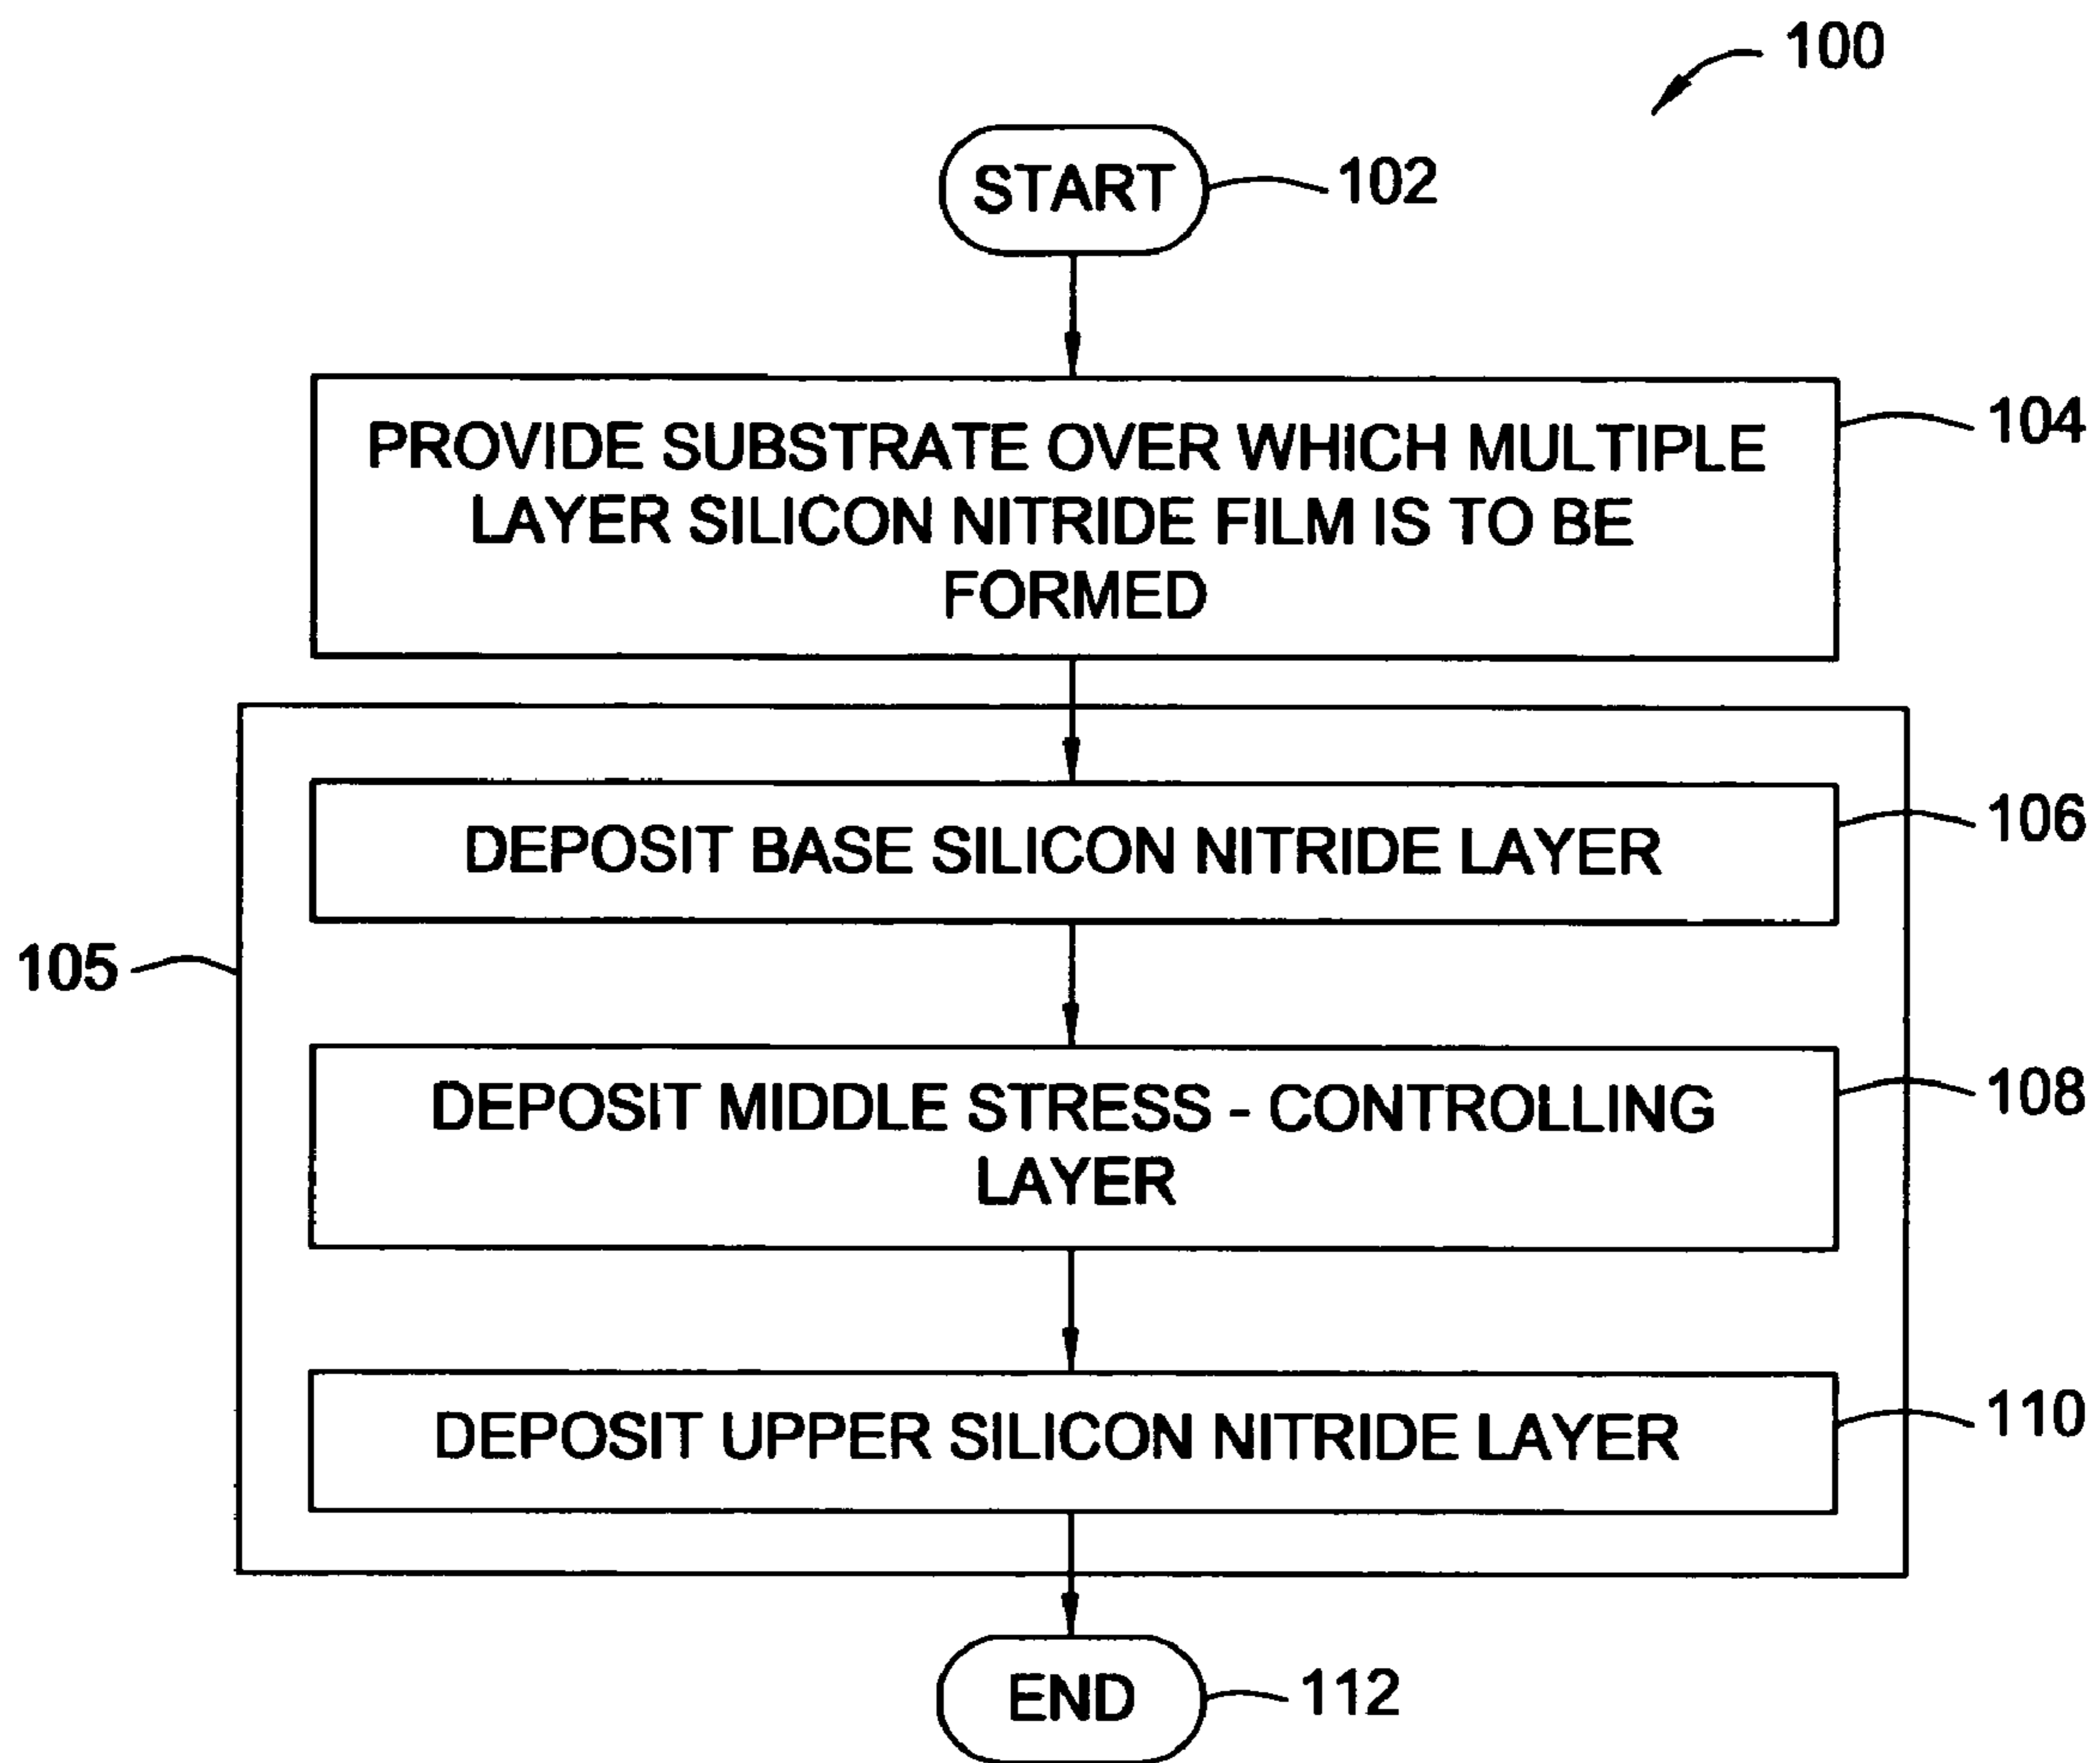 100
START
102
PROVIDE SUBSTRATE OVER WHICH MULTIPLE
LAYER SILICON NITRIDE FILM IS TO BE
FORMED
104
105
DEPOSIT BASE SILICON NITRIDE LAYER
106
DEPOSIT MIDDLE STRESS - CONTROLLING
LAYER
108
DEPOSIT UPPER SILICON NITRIDE LAYER
110
END
112